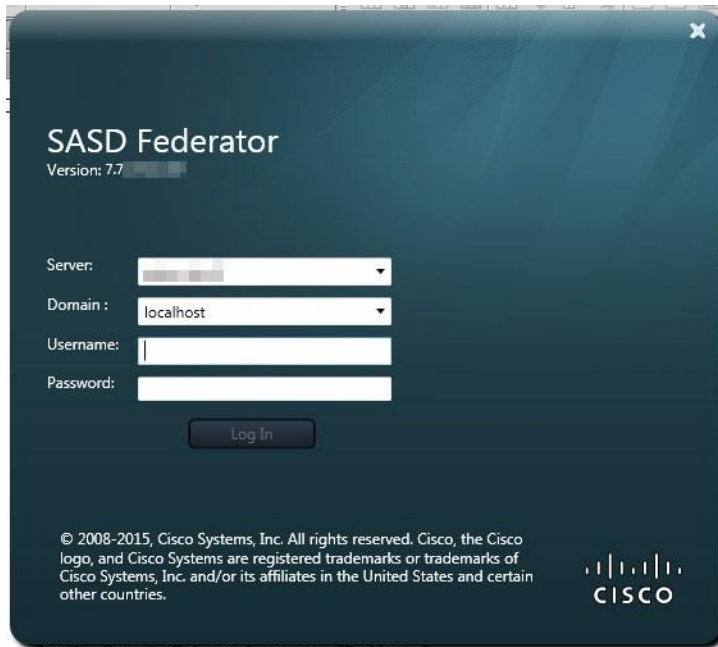 SASD Federator
Version: 7.7
Server:
Domain :
localhost
Username:
Password:
Log In
© 2008-2015, Cisco Systems, Inc. All rights reserved. Cisco, the Cisco
logo, and Cisco Systems are registered trademarks or trademarks of
Cisco Systems, Inc. and/or its affiliates in the United States and certain
other countries.
CISCO